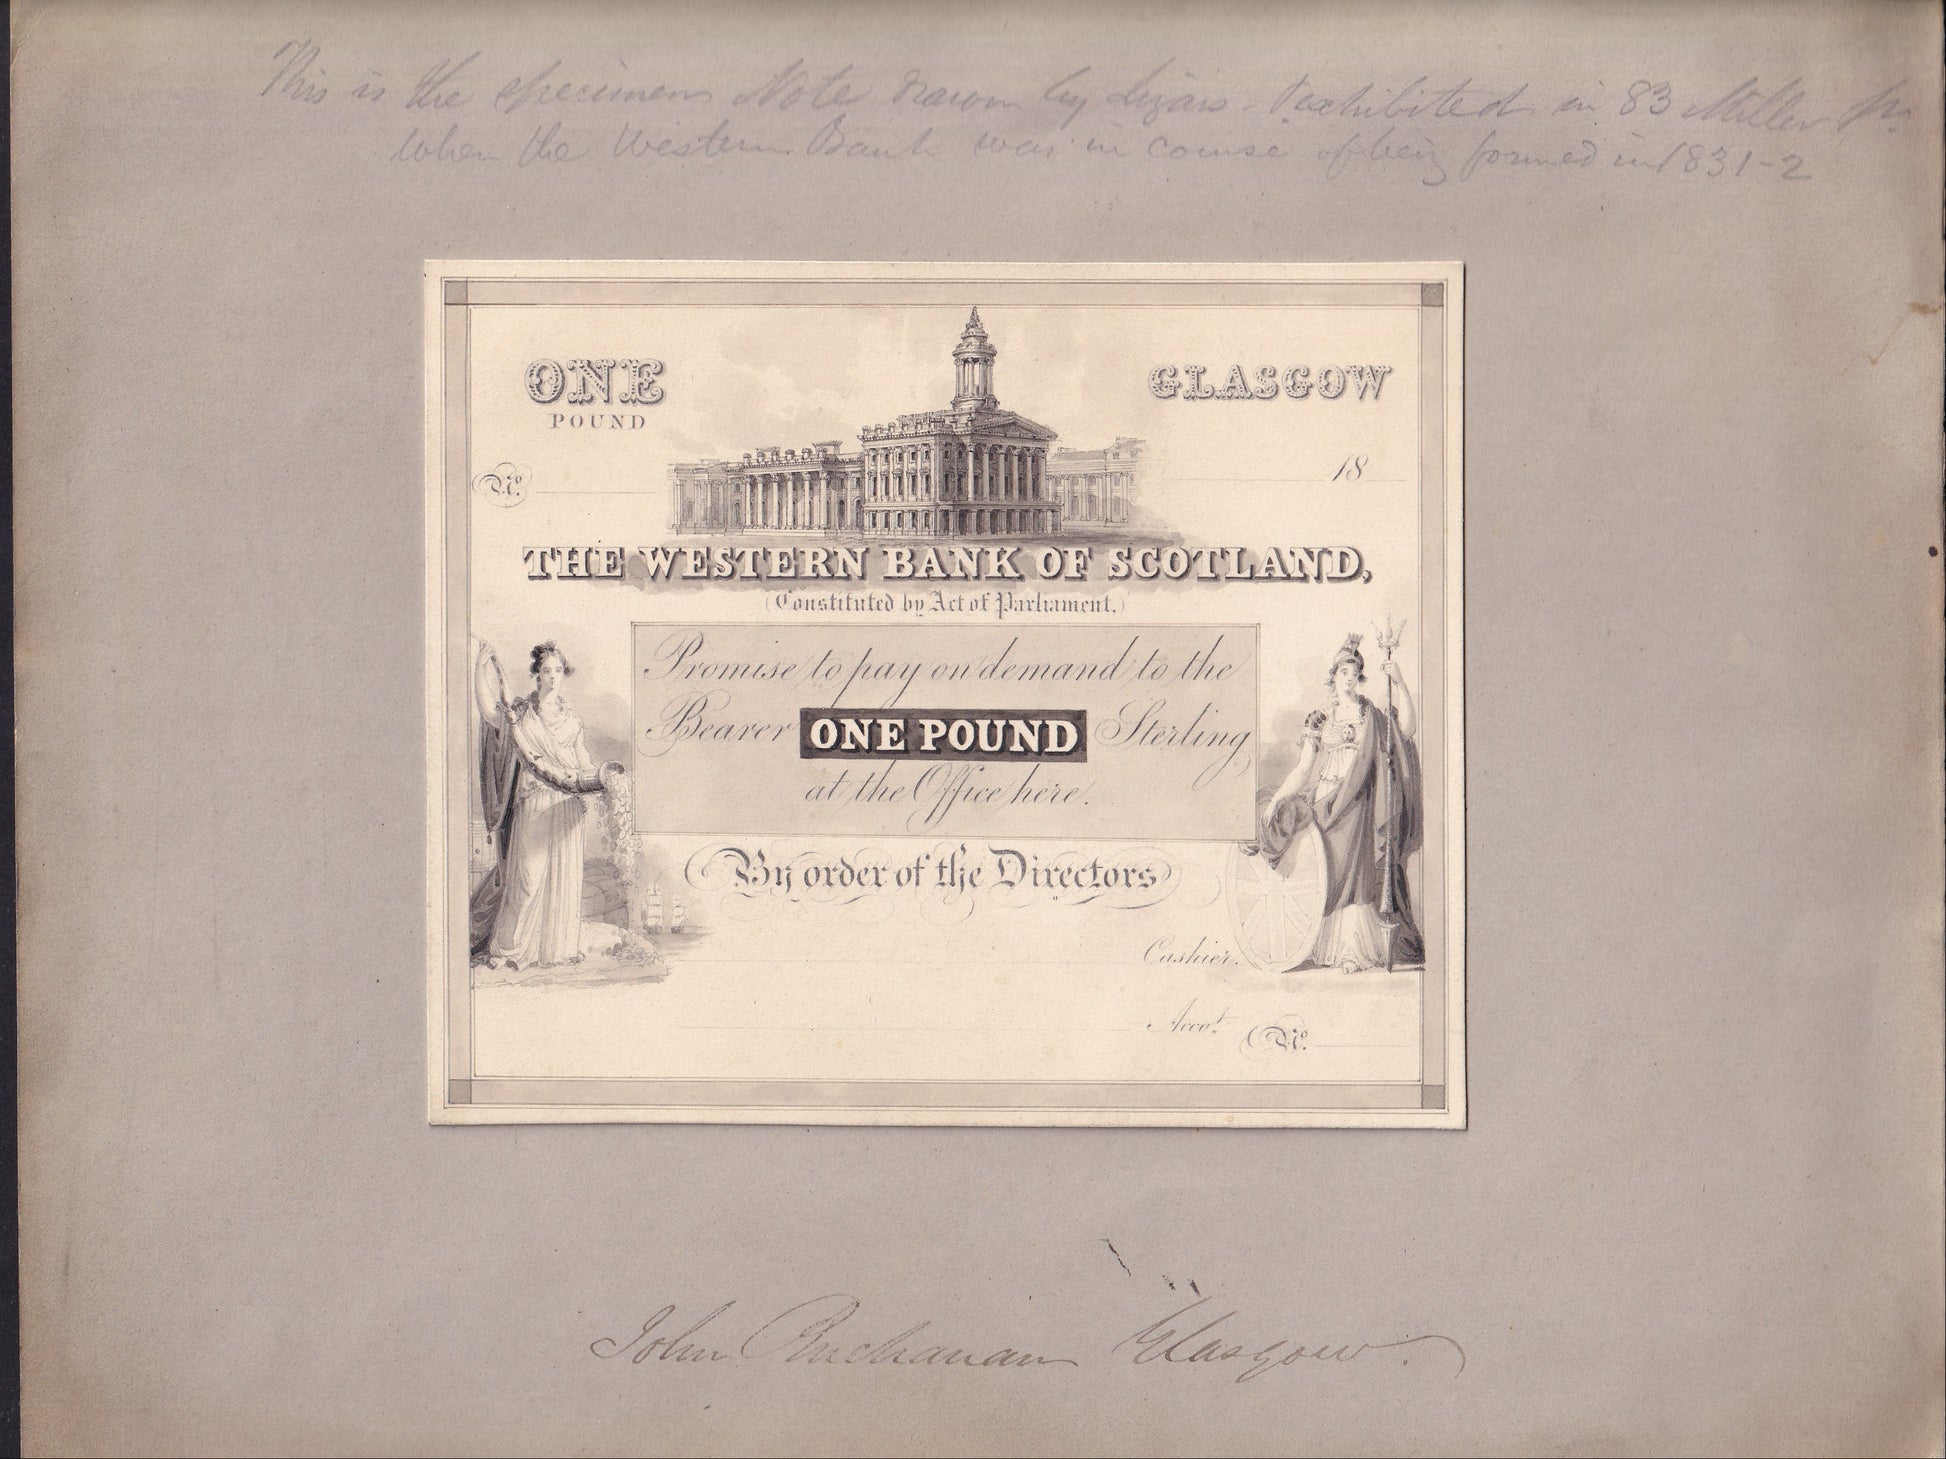 This is the specimen Note drawn by Lizars - & exhibited in 83 Miller St.
when the Western Bank was in course of being formed in 1831-2
ONE
POUND
GLASGOW
No.
18
THE WESTERN BANK OF SCOTLAND,
(Constituted by Act of Parliament,)
Promise to pay on demand to the
Bearer ONE POUND Sterling
at the Office here.
By order of the Directors
Cashier.
Accot.
No.
John Buchanan Glasgow.